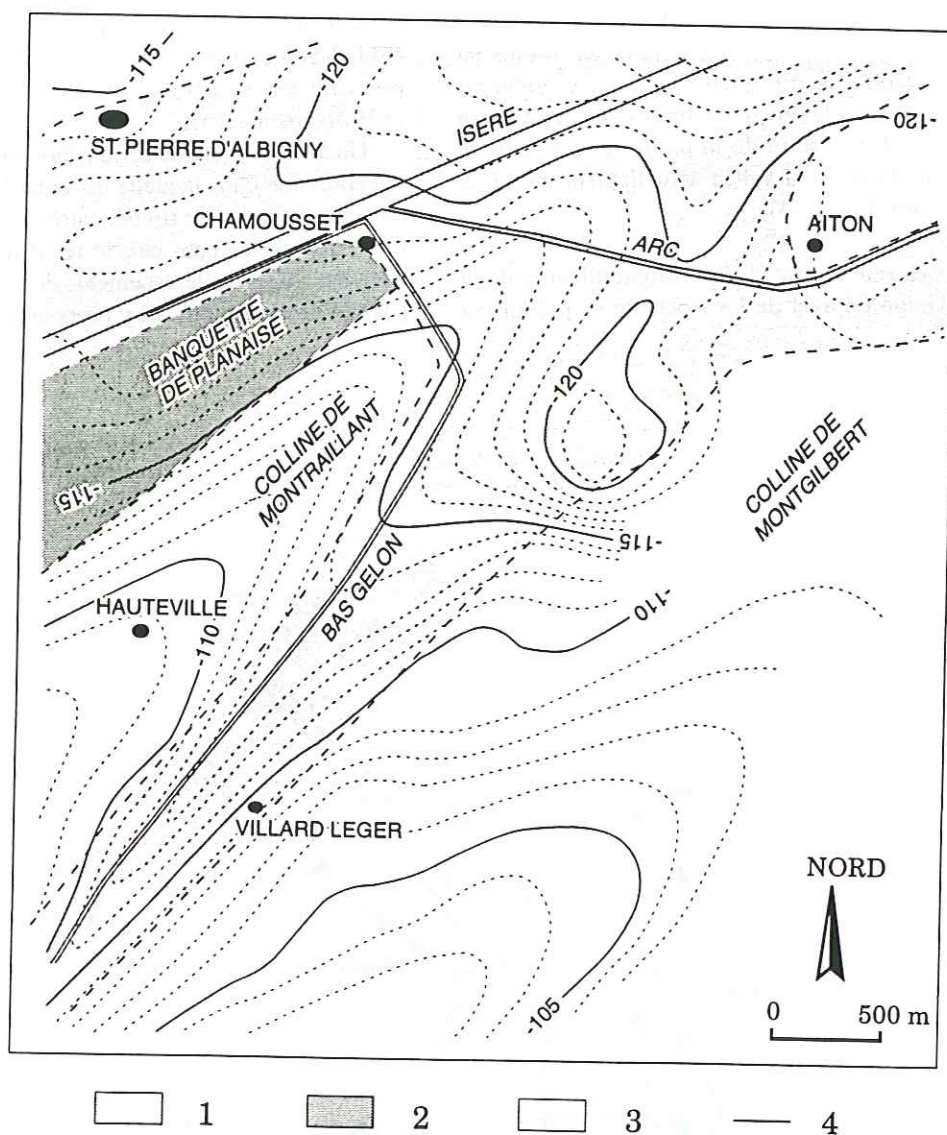 -115
120
ISERE
-120
ST.PIERRE D'ALBIGNY
CHAMOUSSET
ARC
AITON
BANQUETTE
DE PLANAISE
-120
COLLINE DE
MONTRAILLANT
COLLINE DE
MONTGILBERT
-115
-115
BAS GELON
HAUTEVILLE
-110
-110
VILLARD LEGER
NORD
-105
0 500 m
1 2 3 4